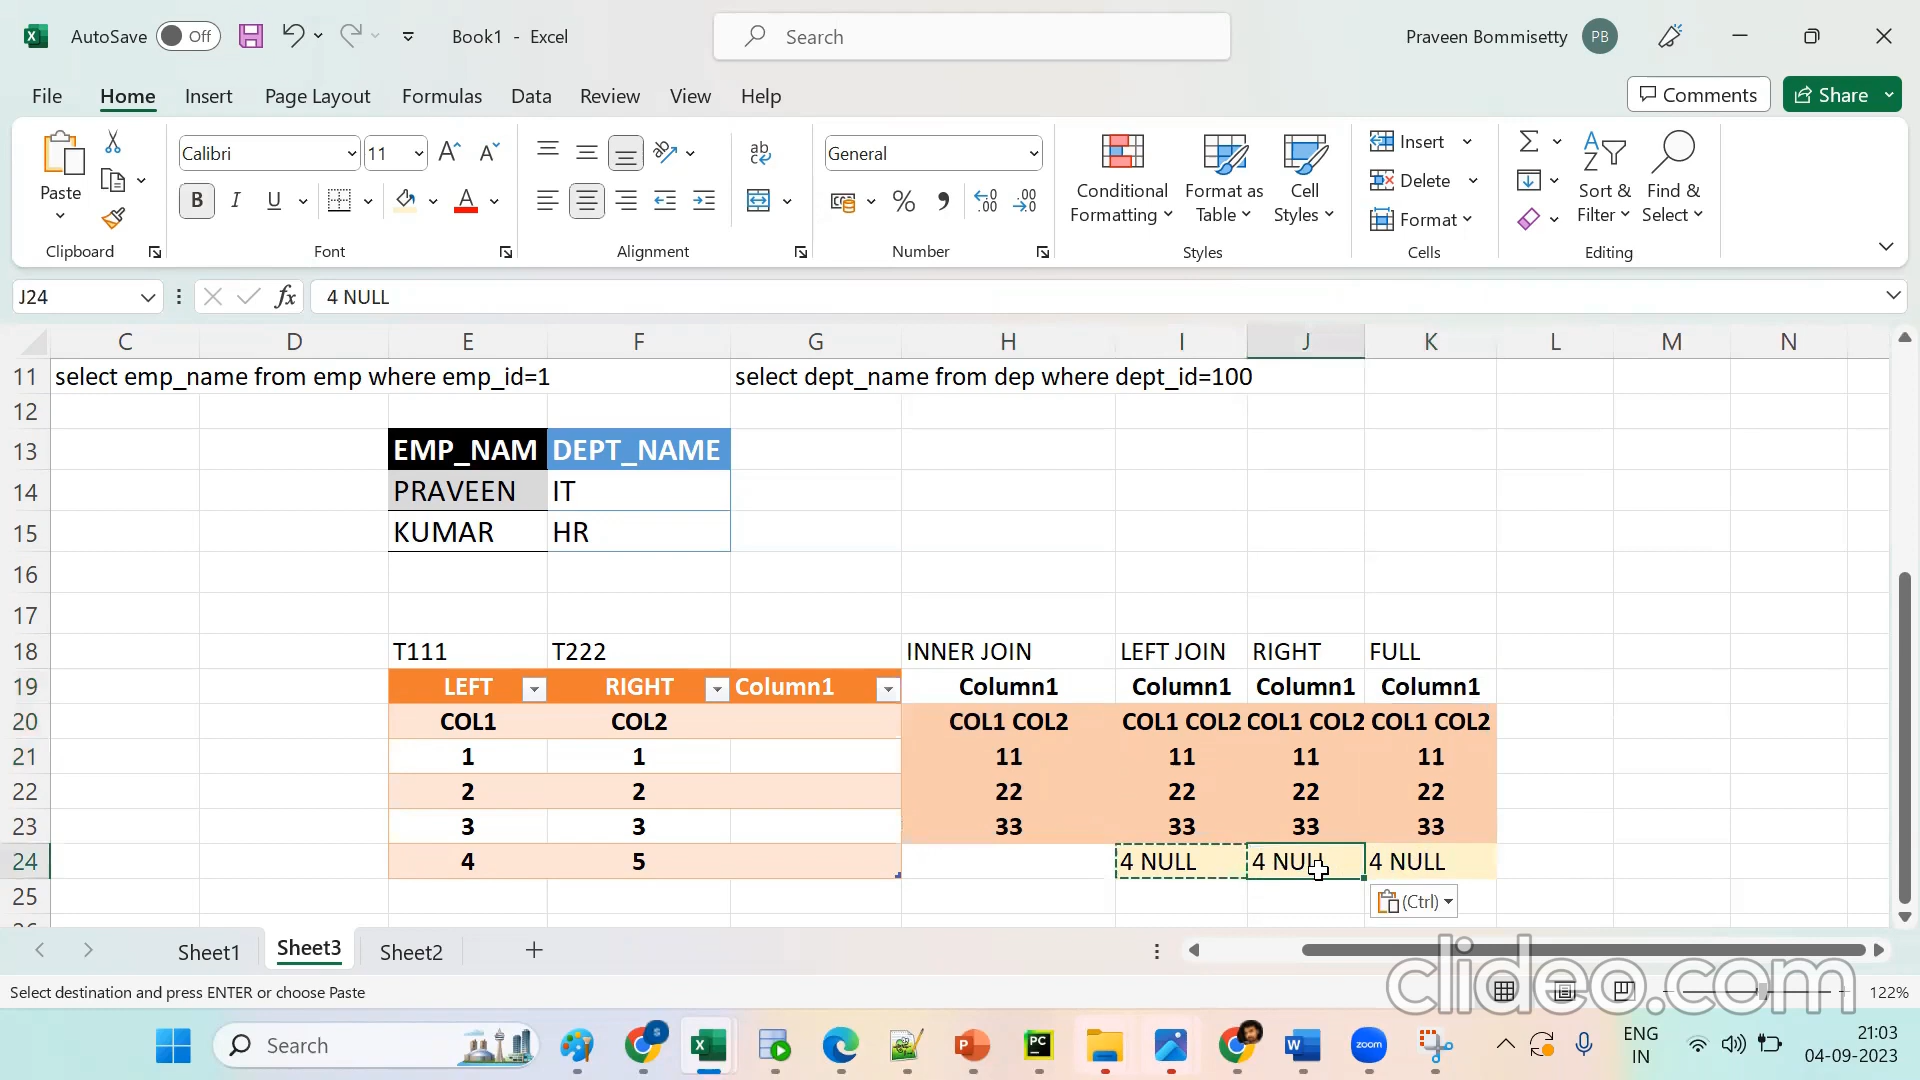 AutoSave Off Book1 - Excel Search Praveen Bommisetty PB
File Home Insert Page Layout Formulas Data Review View Help Comments Share
Calibri 11 General Insert
Paste Conditional Format as Cell Delete Sort & Find &
Formatting Table Styles Format Filter Select
Clipboard Font Alignment Number Styles Cells Editing
J24 fx 4 NULL
C D E F G H I J K L M N
11 select emp_name from emp where emp_id=1 select dept_name from dep where dept_id=100
12
13 EMP_NAM DEPT_NAME
14 PRAVEEN IT
15 KUMAR HR
16
17
18 T111 T222 INNER JOIN LEFT JOIN RIGHT FULL
19 LEFT RIGHT Column1 Column1 Column1 Column1 Column1
20 COL1 COL2 COL1 COL2 COL1 COL2 COL1 COL2 COL1 COL2
21 1 1 11 11 11 11
22 2 2 22 22 22 22
23 3 3 33 33 33 33
24 4 5 4 NULL 4 NULL 4 NULL
25 (Ctrl)
Sheet1 Sheet3 Sheet2
clideo.com
Select destination and press ENTER or choose Paste 122%
Search PC zoom ENG 21:03
IN 04-09-2023